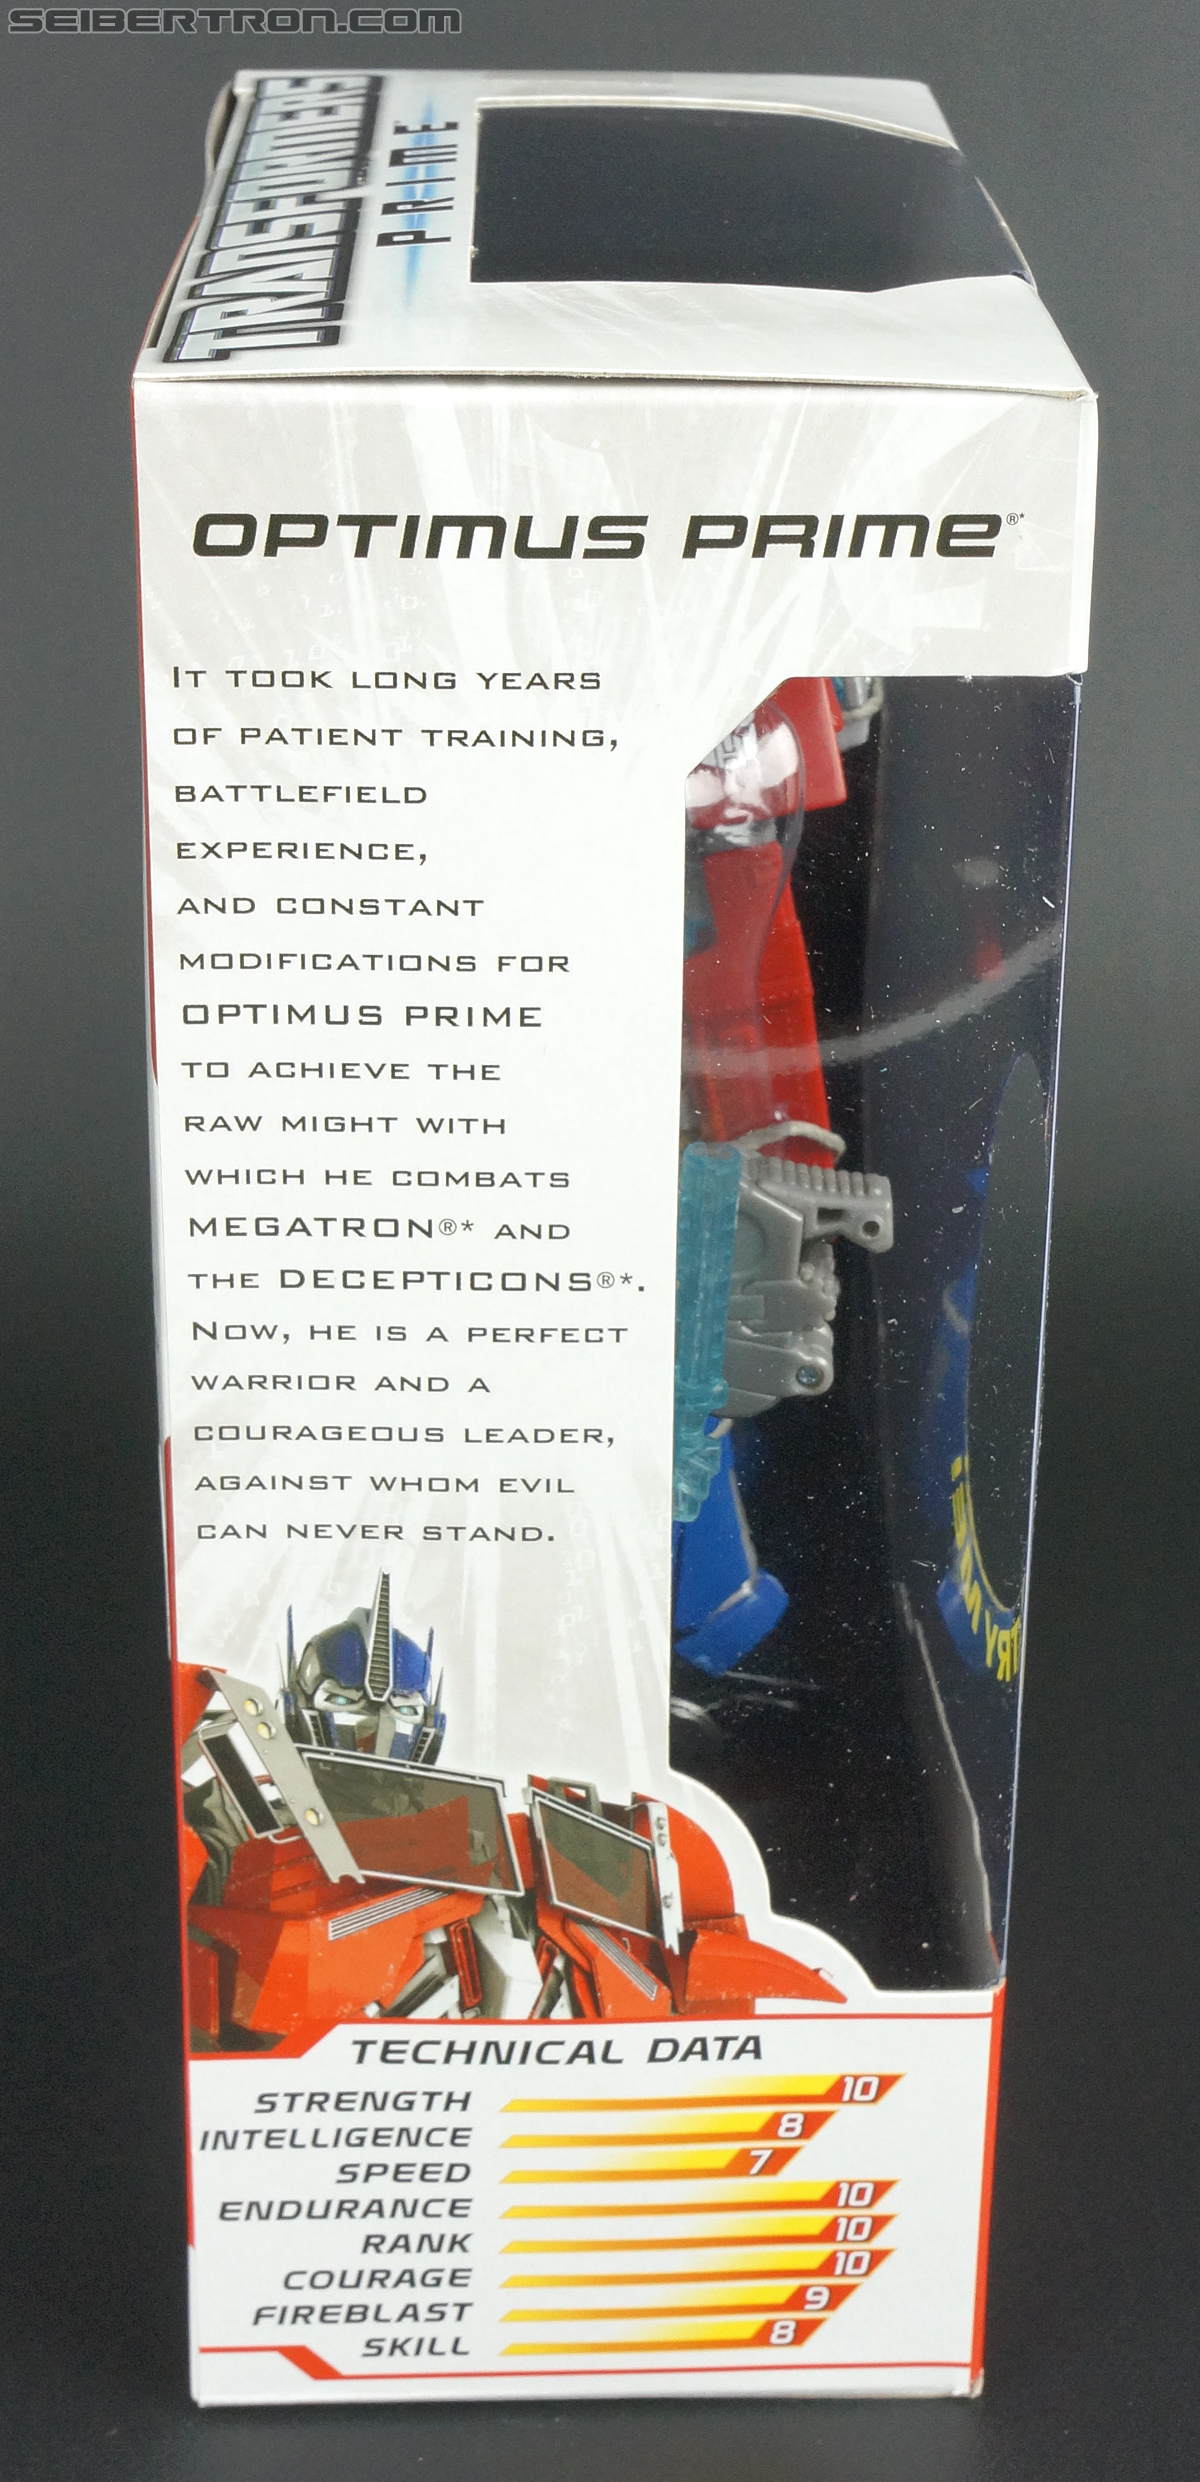 SEIBERTRON.COM
TRANSFORMERS
PRIME™
OPTIMUS PRIME®*
IT TOOK LONG YEARS
OF PATIENT TRAINING,
BATTLEFIELD
EXPERIENCE,
AND CONSTANT
MODIFICATIONS FOR
OPTIMUS PRIME
TO ACHIEVE THE
RAW MIGHT WITH
WHICH HE COMBATS
MEGATRON®* AND
THE DECEPTICONS®*.
NOW, HE IS A PERFECT
WARRIOR AND A
COURAGEOUS LEADER,
AGAINST WHOM EVIL
CAN NEVER STAND.
TRY ME!
TECHNICAL DATA
STRENGTH 10
INTELLIGENCE 8
SPEED 7
ENDURANCE 10
RANK 10
COURAGE 10
FIREBLAST 9
SKILL 8